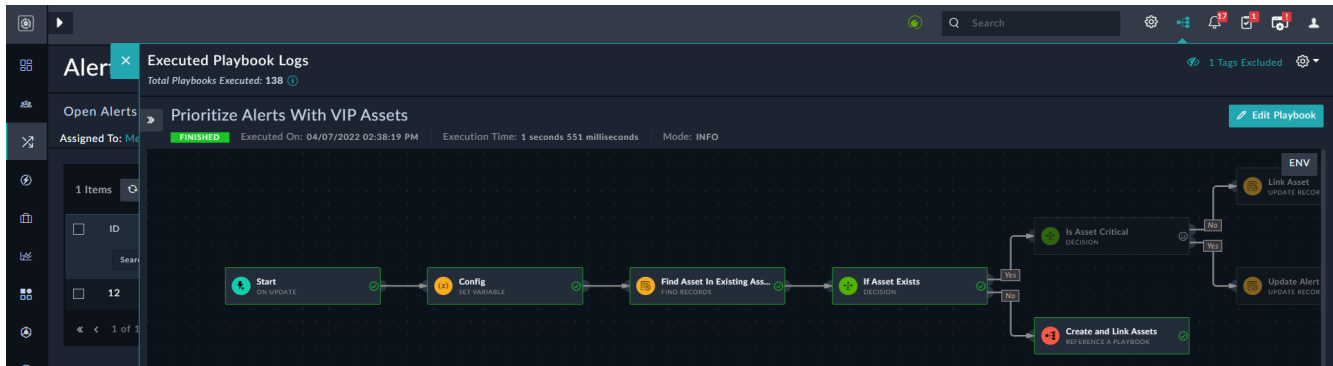 Search
17
1
!
Alert
Executed Playbook Logs
Total Playbooks Executed: 138
1 Tags Excluded
Open Alerts
Assigned To: Me
Prioritize Alerts With VIP Assets
Edit Playbook
FINISHED Executed On: 04/07/2022 02:38:19 PM Execution Time: 1 seconds 551 milliseconds Mode: INFO
ENV
1 Items
ID
Sear
12
1 of 1
Start
ON UPDATE
Config
SET VARIABLE
Find Asset In Existing Ass...
FIND RECORDS
If Asset Exists
DECISION
Yes
No
Is Asset Critical
DECISION
No
Yes
Link Asset
UPDATE RECOR
Update Alert
UPDATE RECOR
Create and Link Assets
REFERENCE A PLAYBOOK